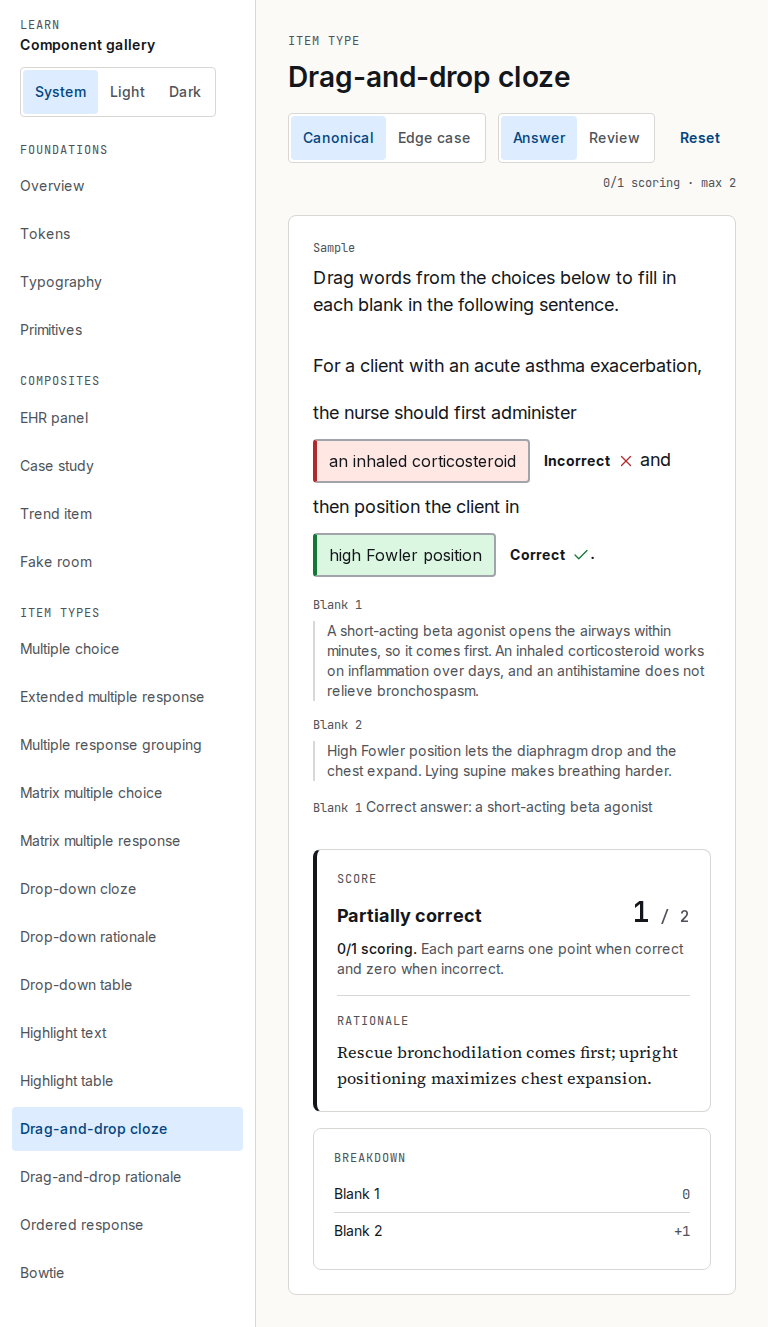 LEARN
Component gallery
System Light Dark
FOUNDATIONS
Overview
Tokens
Typography
Primitives
COMPOSITES
EHR panel
Case study
Trend item
Fake room
ITEM TYPES
Multiple choice
Extended multiple response
Multiple response grouping
Matrix multiple choice
Matrix multiple response
Drop-down cloze
Drop-down rationale
Drop-down table
Highlight text
Highlight table
Drag-and-drop cloze
Drag-and-drop rationale
Ordered response
Bowtie
ITEM TYPE
Drag-and-drop cloze
Canonical Edge case Answer Review Reset
0/1 scoring · max 2
Sample
Drag words from the choices below to fill in
each blank in the following sentence.
For a client with an acute asthma exacerbation,
the nurse should first administer
an inhaled corticosteroid Incorrect ✕ and
then position the client in
high Fowler position Correct ✓ .
Blank 1
A short-acting beta agonist opens the airways within
minutes, so it comes first. An inhaled corticosteroid works
on inflammation over days, and an antihistamine does not
relieve bronchospasm.
Blank 2
High Fowler position lets the diaphragm drop and the
chest expand. Lying supine makes breathing harder.
Blank 1 Correct answer: a short-acting beta agonist
SCORE
Partially correct 1 / 2
0/1 scoring. Each part earns one point when correct
and zero when incorrect.
RATIONALE
Rescue bronchodilation comes first; upright
positioning maximizes chest expansion.
BREAKDOWN
Blank 1 0
Blank 2 +1